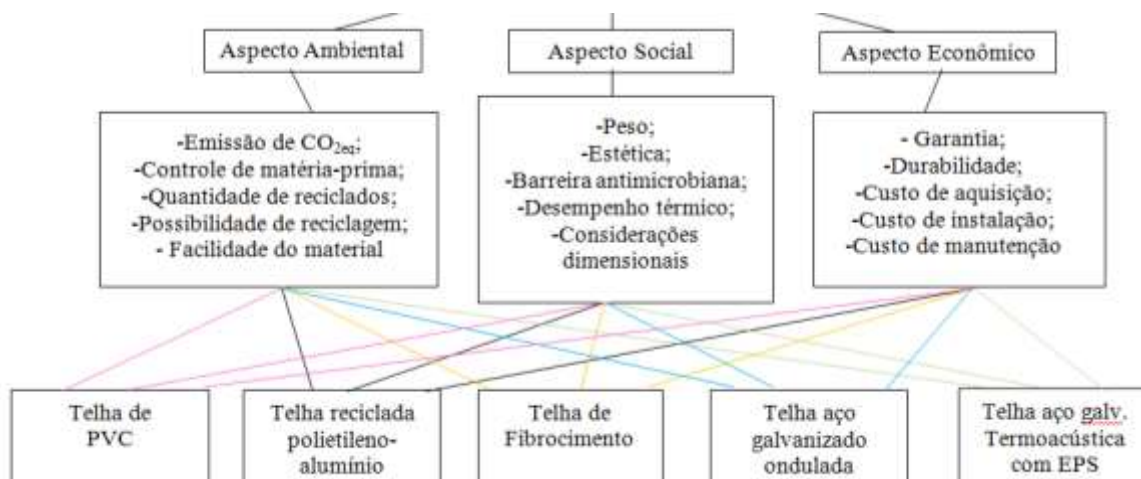 Aspecto Ambiental
Aspecto Social
Aspecto Econômico
-Emissão de CO2eq;
-Controle de matéria-prima;
-Quantidade de reciclados;
-Possibilidade de reciclagem;
- Facilidade do material
-Peso;
-Estética;
-Barreira antimicrobiana;
-Desempenho térmico;
-Considerações
dimensionais
- Garantia;
-Durabilidade;
-Custo de aquisição;
-Custo de instalação;
-Custo de manutenção
Telha de
PVC
Telha reciclada
polietileno-
alumínio
Telha de
Fibrocimento
Telha aço
galvanizado
ondulada
Telha aço galv.
Termoacústica
com EPS